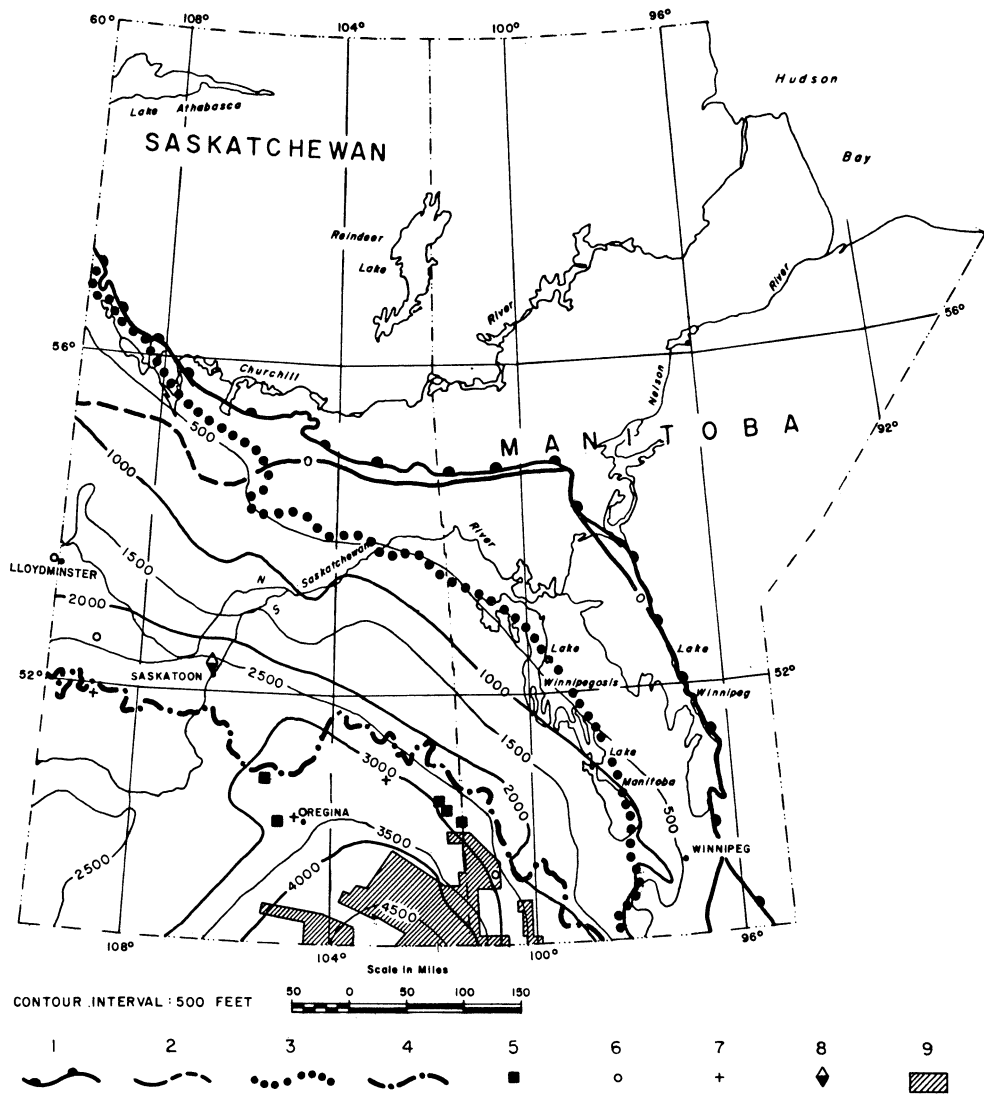 60° 108° 104° 100° 96°
Hudson
Lake Athabasca
SASKATCHEWAN
Bay
Reindeer
Lake
River
River
56°
56°
Churchill
Nelson
MANITOBA
92°
500
0
1000
River
Saskatchewan
1500
LLOYDMINSTER
N
S
2000
0
Lake
Lake
SASKATOON
2500
1000
52°
52°
Winnipegosis
Winnipeg
1500
Lake
3000
Manitoba
2000
500
REGINA
3500
WINNIPEG
2500
4000
4500
108° 104° 100° 96°
Scale in Miles
CONTOUR INTERVAL : 500 FEET
50 0 50 100 150
1 2 3 4 5 6 7 8 9